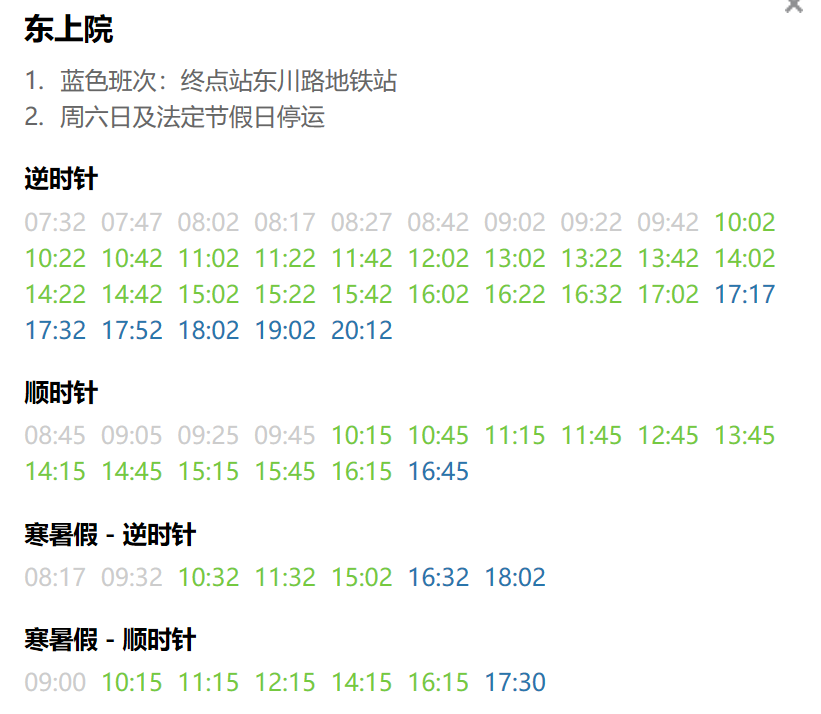 东上院
1. 蓝色班次：终点站东川路地铁站
2. 周六日及法定节假日停运
逆时针
07:32 07:47 08:02 08:17 08:27 08:42 09:02 09:22 09:42 10:02
10:22 10:42 11:02 11:22 11:42 12:02 13:02 13:22 13:42 14:02
14:22 14:42 15:02 15:22 15:42 16:02 16:22 16:32 17:02 17:17
17:32 17:52 18:02 19:02 20:12
顺时针
08:45 09:05 09:25 09:45 10:15 10:45 11:15 11:45 12:45 13:45
14:15 14:45 15:15 15:45 16:15 16:45
寒暑假 - 逆时针
08:17 09:32 10:32 11:32 15:02 16:32 18:02
寒暑假 - 顺时针
09:00 10:15 11:15 12:15 14:15 16:15 17:30